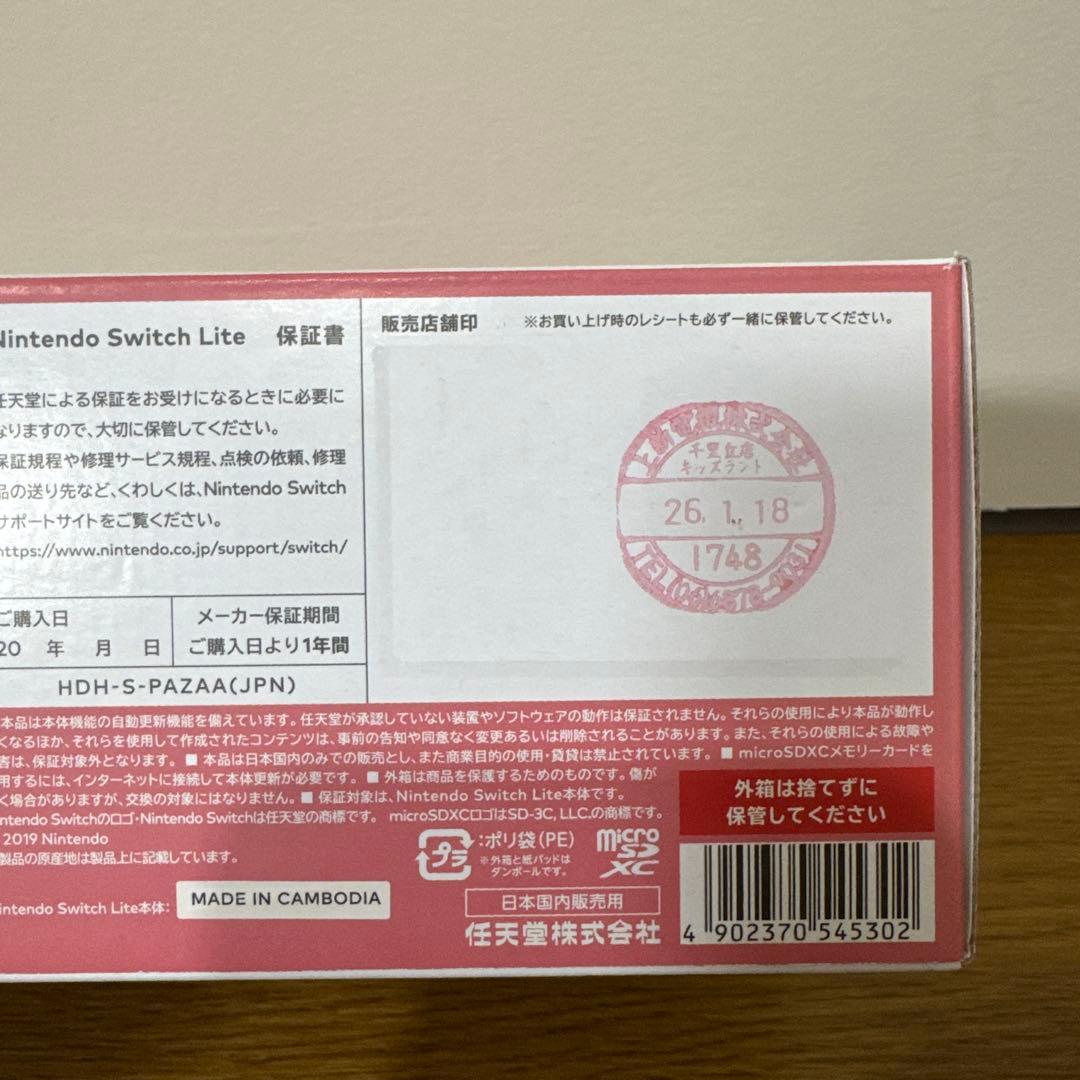 Nintendo Switch Lite 保証書
任天堂による保証をお受けになるときに必要に
なりますので、大切に保管してください。
保証規程や修理サービス規程、点検の依頼、修理
品の送り先など、くわしくは、Nintendo Switch
サポートサイトをご覧ください。
https://www.nintendo.co.jp/support/switch/
ご購入日
20 年 月 日
メーカー保証期間
ご購入日より1年間
HDH-S-PAZAA(JPN)
販売店舗印 ※お買い上げ時のレシートも必ず一緒に保管してください。
上新電機株式会社
千里丘店
キッズランド
26.1.18
1748
本品は本体機能の自動更新機能を備えています。任天堂が承認していない装置やソフトウェアの動作は保証されません。それらの使用により本品が動作し
なくなるほか、それらを使用して作成されたコンテンツは、事前の告知や同意なく変更あるいは削除されることがあります。また、それらの使用による故障や
害は、保証対象外となります。■ 本品は日本国内のみでの販売とし、また商業目的の使用・賃貸は禁止されています。 ■ microSDXCメモリーカードを
用するには、インターネットに接続して本体更新が必要です。 ■ 外箱は商品を保護するためのものです。傷が
く場合がありますが、交換の対象にはなりません。■ 保証対象は、Nintendo Switch Lite本体です。
intendo Switchのロゴ・Nintendo Switchは任天堂の商標です。 microSDXCロゴはSD-3C, LLC.の商標です。
2019 Nintendo
製品の原産地は製品上に記載しています。
intendo Switch Lite本体: MADE IN CAMBODIA
プラ :ポリ袋(PE)
※外箱と紙パッドは
ダンボールです。
micro SD XC
日本国内販売用
任天堂株式会社
外箱は捨てずに
保管してください
4 902370 545302